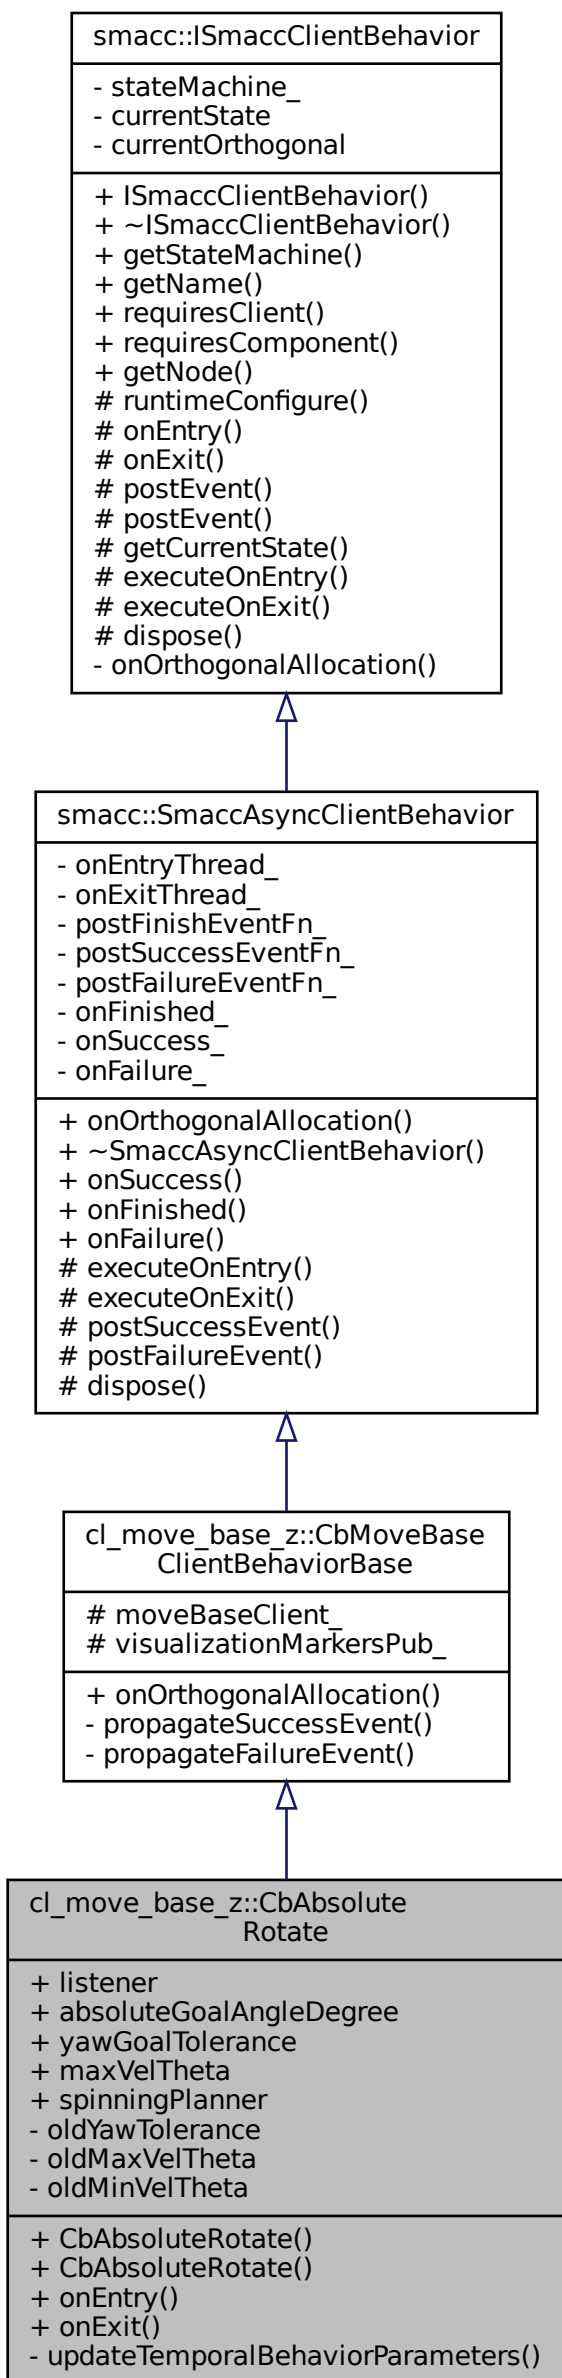 smacc::ISmaccClientBehavior
- stateMachine_
- currentState
- currentOrthogonal
+ ISmaccClientBehavior()
+ ~ISmaccClientBehavior()
+ getStateMachine()
+ getName()
+ requiresClient()
+ requiresComponent()
+ getNode()
# runtimeConfigure()
# onEntry()
# onExit()
# postEvent()
# postEvent()
# getCurrentState()
# executeOnEntry()
# executeOnExit()
# dispose()
- onOrthogonalAllocation()
smacc::SmaccAsyncClientBehavior
- onEntryThread_
- onExitThread_
- postFinishEventFn_
- postSuccessEventFn_
- postFailureEventFn_
- onFinished_
- onSuccess_
- onFailure_
+ onOrthogonalAllocation()
+ ~SmaccAsyncClientBehavior()
+ onSuccess()
+ onFinished()
+ onFailure()
# executeOnEntry()
# executeOnExit()
# postSuccessEvent()
# postFailureEvent()
# dispose()
cl_move_base_z::CbMoveBase
ClientBehaviorBase
# moveBaseClient_
# visualizationMarkersPub_
+ onOrthogonalAllocation()
- propagateSuccessEvent()
- propagateFailureEvent()
cl_move_base_z::CbAbsolute
Rotate
+ listener
+ absoluteGoalAngleDegree
+ yawGoalTolerance
+ maxVelTheta
+ spinningPlanner
- oldYawTolerance
- oldMaxVelTheta
- oldMinVelTheta
+ CbAbsoluteRotate()
+ CbAbsoluteRotate()
+ onEntry()
+ onExit()
- updateTemporalBehaviorParameters()